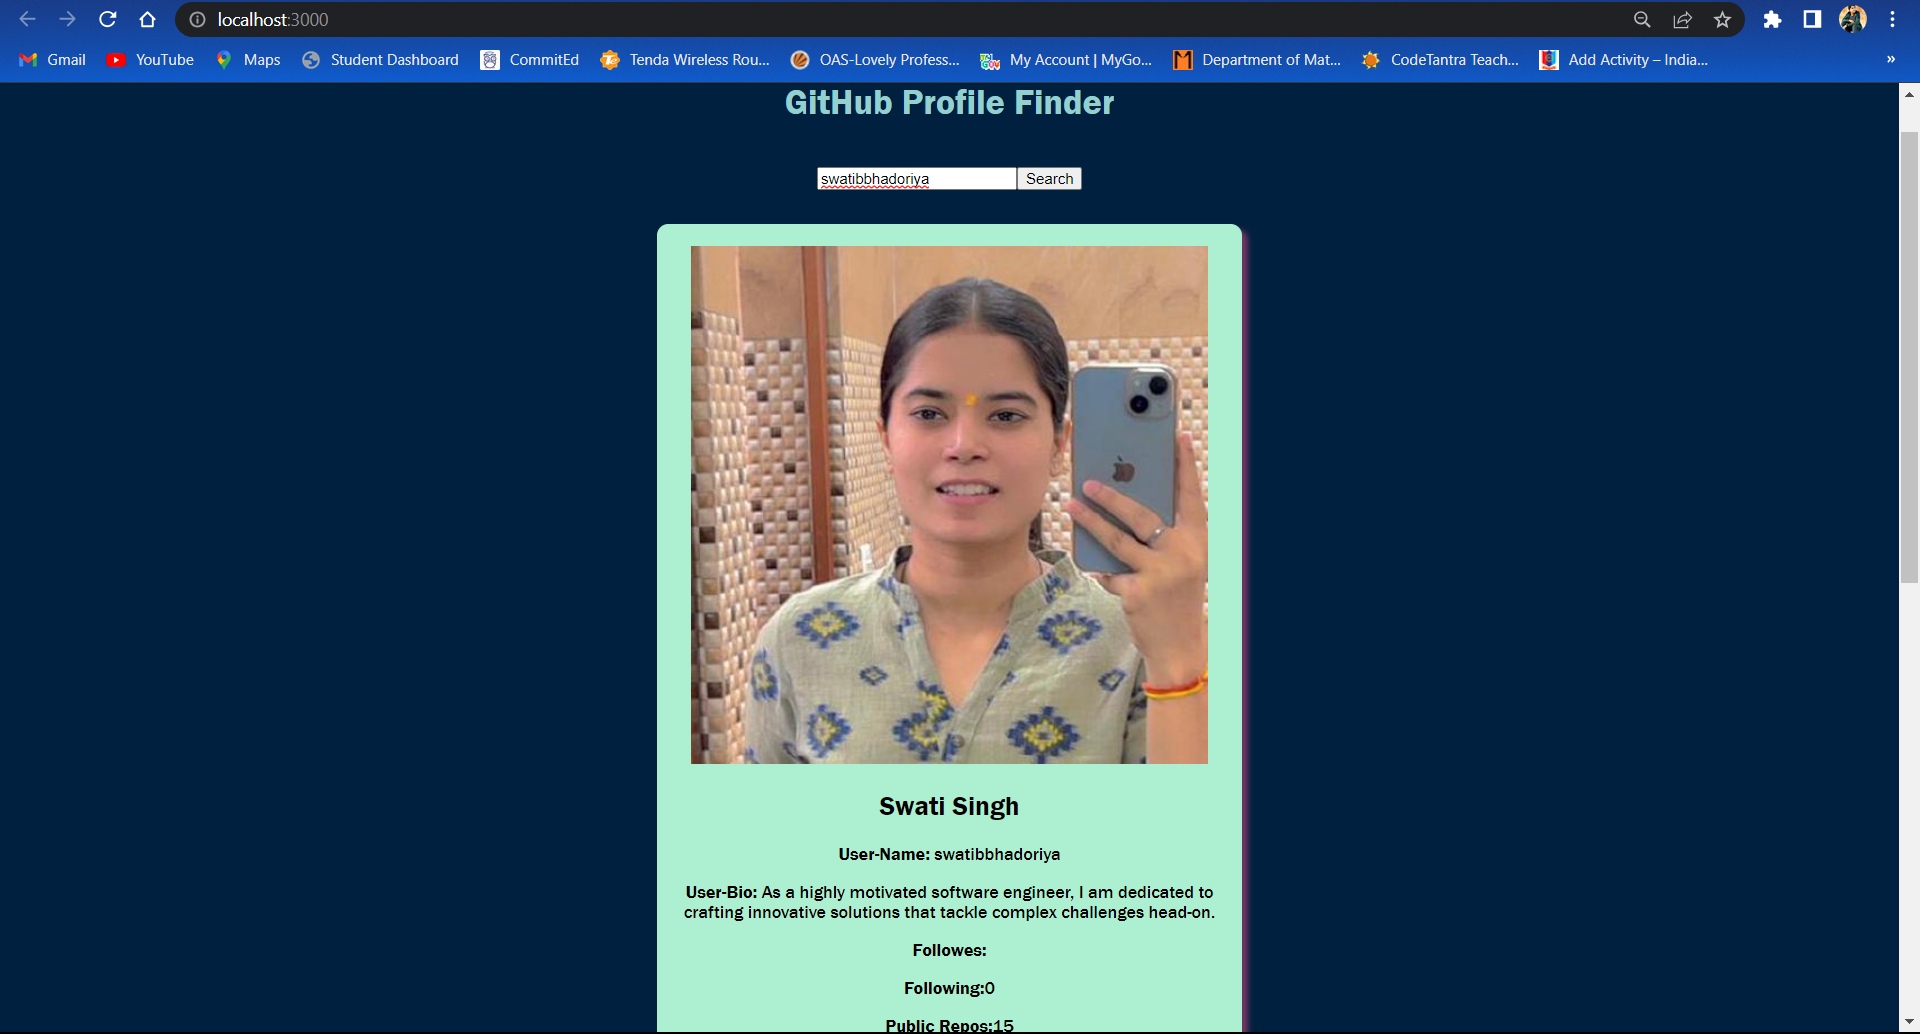 localhost:3000
Gmail YouTube Maps Student Dashboard CommitEd Tenda Wireless Rou... OAS-Lovely Profess... My Account | MyGo... Department of Mat... CodeTantra Teach... Add Activity – India... »
GitHub Profile Finder
swatibbhadoriya Search
Swati Singh
User-Name: swatibbhadoriya
User-Bio: As a highly motivated software engineer, I am dedicated to
crafting innovative solutions that tackle complex challenges head-on.
Followes:
Following:0
Public Repos:15